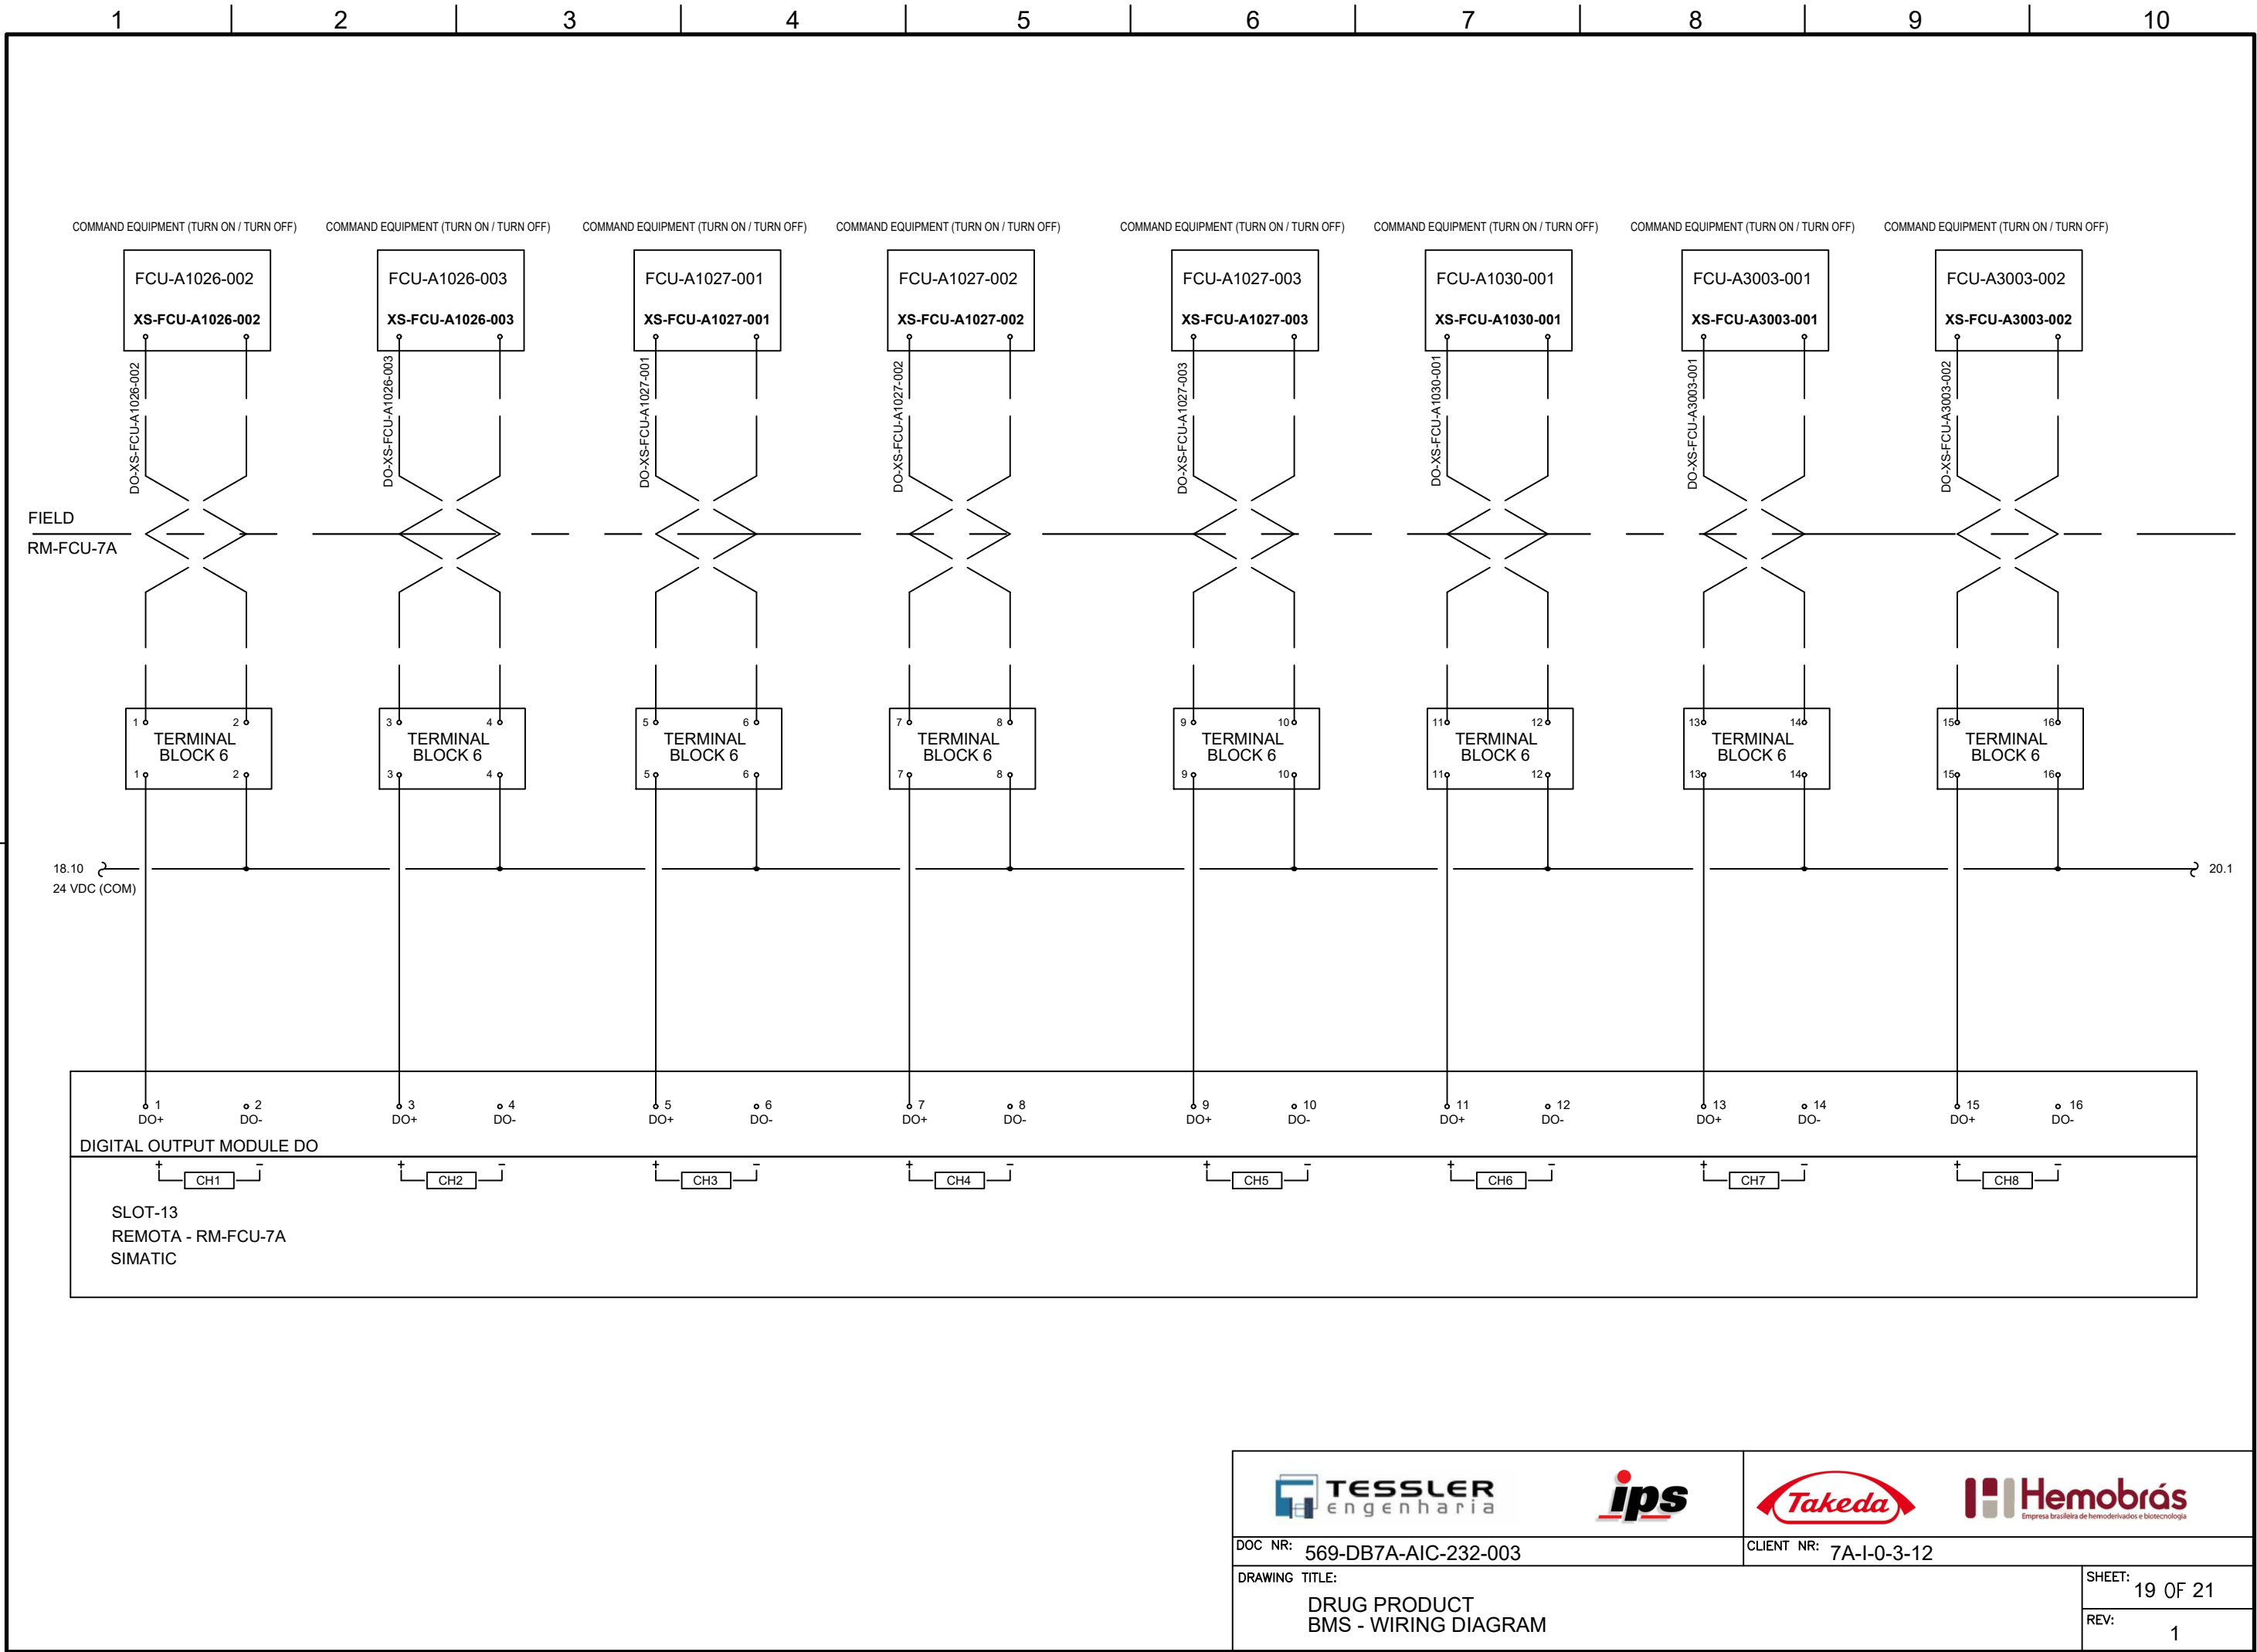 1 2 3 4 5 6 7 8 9 10
COMMAND EQUIPMENT (TURN ON / TURN OFF) COMMAND EQUIPMENT (TURN ON / TURN OFF) COMMAND EQUIPMENT (TURN ON / TURN OFF) COMMAND EQUIPMENT (TURN ON / TURN OFF) COMMAND EQUIPMENT (TURN ON / TURN OFF) COMMAND EQUIPMENT (TURN ON / TURN OFF) COMMAND EQUIPMENT (TURN ON / TURN OFF) COMMAND EQUIPMENT (TURN ON / TURN OFF)
FCU-A1026-002 FCU-A1026-003 FCU-A1027-001 FCU-A1027-002 FCU-A1027-003 FCU-A1030-001 FCU-A3003-001 FCU-A3003-002
XS-FCU-A1026-002 XS-FCU-A1026-003 XS-FCU-A1027-001 XS-FCU-A1027-002 XS-FCU-A1027-003 XS-FCU-A1030-001 XS-FCU-A3003-001 XS-FCU-A3003-002
DO-XS-FCU-A1026-002 DO-XS-FCU-A1026-003 DO-XS-FCU-A1027-001 DO-XS-FCU-A1027-002 DO-XS-FCU-A1027-003 DO-XS-FCU-A1030-001 DO-XS-FCU-A3003-001 DO-XS-FCU-A3003-002
FIELD
RM-FCU-7A
1 2 3 4 5 6 7 8 9 10 11 12 13 14 15 16
TERMINAL TERMINAL TERMINAL TERMINAL TERMINAL TERMINAL TERMINAL TERMINAL
BLOCK 6 BLOCK 6 BLOCK 6 BLOCK 6 BLOCK 6 BLOCK 6 BLOCK 6 BLOCK 6
1 2 3 4 5 6 7 8 9 10 11 12 13 14 15 16
18.10 20.1
24 VDC (COM)
1 2 3 4 5 6 7 8 9 10 11 12 13 14 15 16
DO+ DO- DO+ DO- DO+ DO- DO+ DO- DO+ DO- DO+ DO- DO+ DO- DO+ DO-
DIGITAL OUTPUT MODULE DO
+ - + - + - + - + - + - + - + -
CH1 CH2 CH3 CH4 CH5 CH6 CH7 CH8
SLOT-13
REMOTA - RM-FCU-7A
SIMATIC
TESSLER
engenharia
ips
Takeda
Hemobrás
Empresa brasileira de hemoderivados e biotecnologia
DOC NR: 569-DB7A-AIC-232-003
CLIENT NR: 7A-I-0-3-12
DRAWING TITLE:
DRUG PRODUCT
BMS - WIRING DIAGRAM
SHEET: 19 OF 21
REV: 1